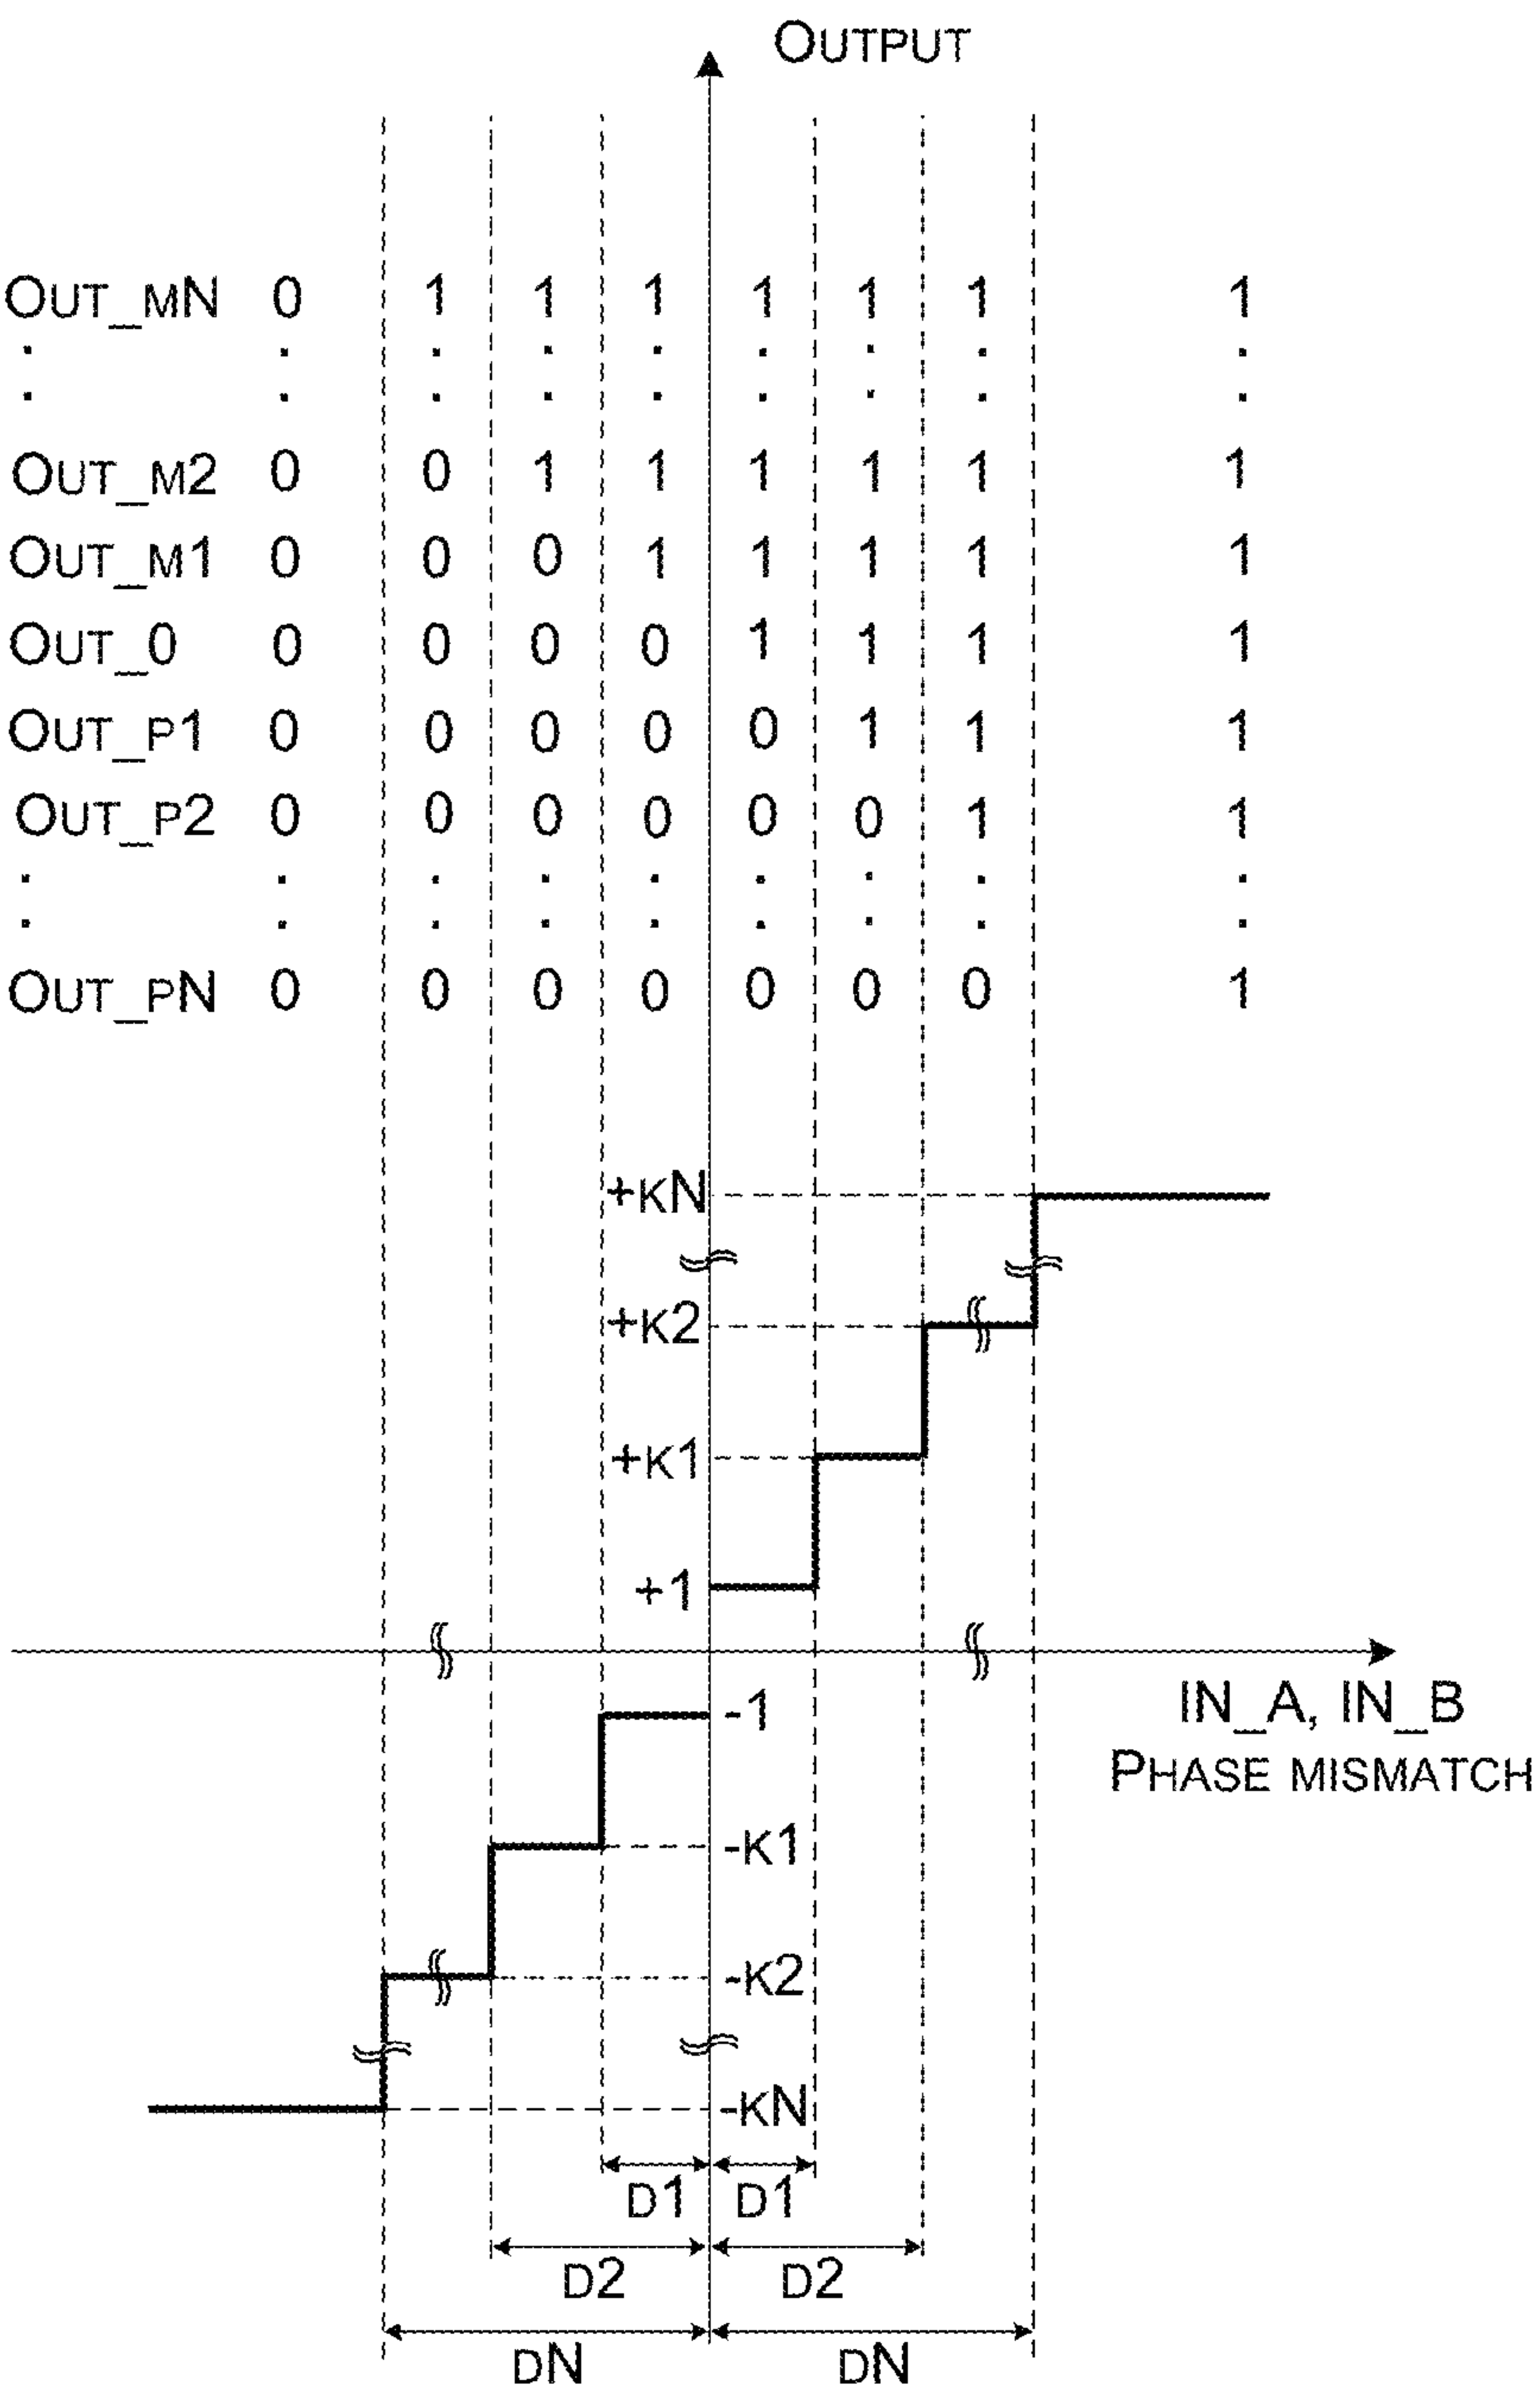 OUTPUT
OUT_MN 0 1 1 1 1 1 1 1
OUT_M2 0 0 1 1 1 1 1 1
OUT_M1 0 0 0 1 1 1 1 1
OUT_0 0 0 0 0 1 1 1 1
OUT_P1 0 0 0 0 0 1 1 1
OUT_P2 0 0 0 0 0 0 1 1
OUT_PN 0 0 0 0 0 0 0 1
+KN
+K2
+K1
+1
IN_A, IN_B
PHASE MISMATCH
-1
-K1
-K2
-KN
D1 D1
D2 D2
DN DN